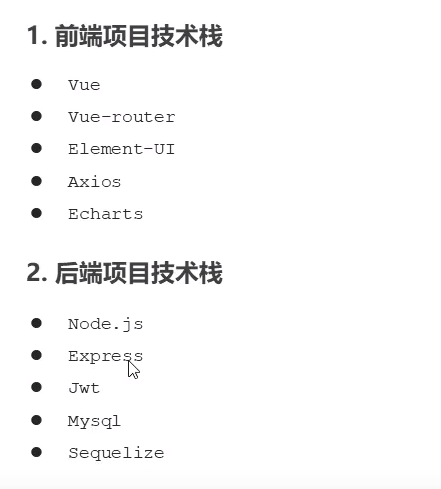 1. 前端项目技术栈
● Vue
● Vue-router
● Element-UI
● Axios
● Echarts
2. 后端项目技术栈
● Node.js
● Express
● Jwt
● Mysql
● Sequelize